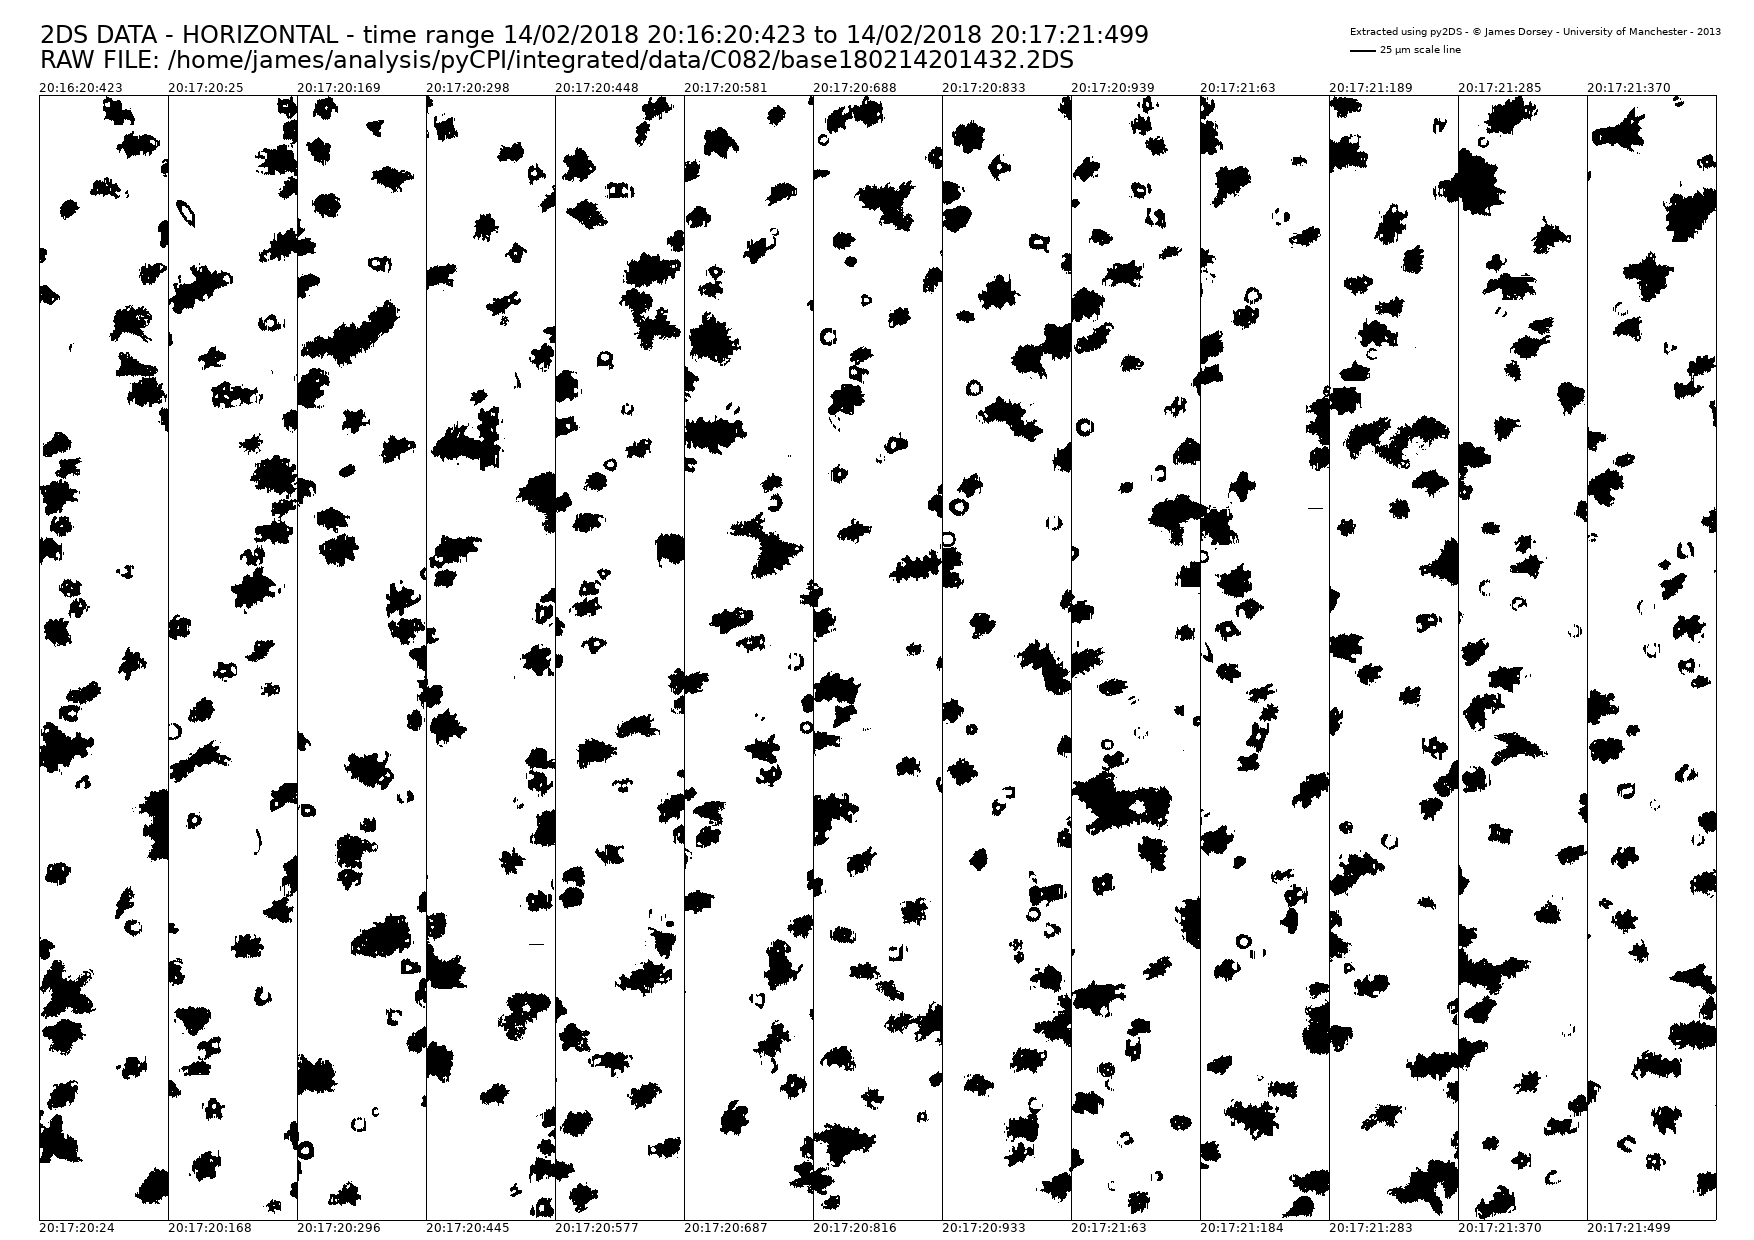 2DS DATA - HORIZONTAL - time range 14/02/2018 20:16:20:423 to 14/02/2018 20:17:21:499
RAW FILE: /home/james/analysis/pyCPI/integrated/data/C082/base180214201432.2DS
Extracted using py2DS - © James Dorsey - University of Manchester - 2013
25 µm scale line
20:16:20:423 20:17:20:25 20:17:20:169 20:17:20:298 20:17:20:448 20:17:20:581 20:17:20:688 20:17:20:833 20:17:20:939 20:17:21:63 20:17:21:189 20:17:21:285 20:17:21:370
20:17:20:24 20:17:20:168 20:17:20:296 20:17:20:445 20:17:20:577 20:17:20:687 20:17:20:816 20:17:20:933 20:17:21:63 20:17:21:184 20:17:21:283 20:17:21:370 20:17:21:499